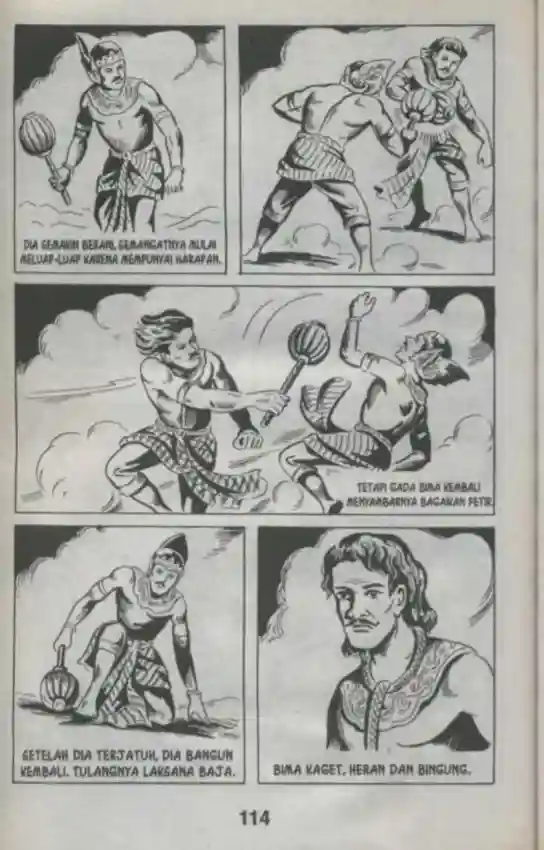 DIA SEMAKIN BERANI, SEMANGATNYA MULAI
MELUAP-LUAP KARENA MEMPUNYAI HARAPAN.
TETAPI GADA BIMA KEMBALI
MENYAMBARNYA BAGAIKAN PETIR.
SETELAH DIA TERJATUH, DIA BANGUN
KEMBALI. TULANGNYA LAKSANA BAJA.
BIMA KAGET, HERAN DAN BINGUNG.
114